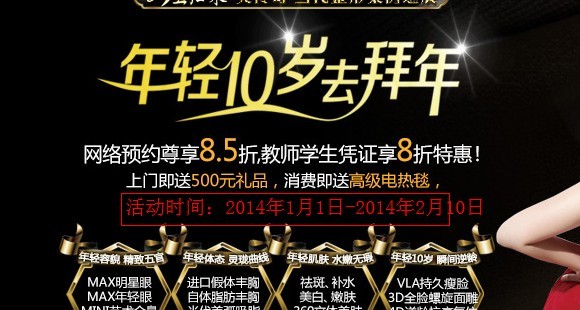 年轻10岁去拜年
网络预约尊享8.5折,教师学生凭证享8折特惠!
上门即送500元礼品，消费即送高级电热毯，
活动时间：2014年1月1日-2014年2月10日
年轻容貌 精致五官
年轻体态 灵珑曲线
年轻肌肤 水嫩无瑕
年轻10岁 瞬间逆龄
MAX明星眼
进口假体丰胸
祛斑、补水
VLA持久瘦脸
MAX年轻眼
自体脂肪丰胸
美白、嫩肤
3D全脸螺旋面雕